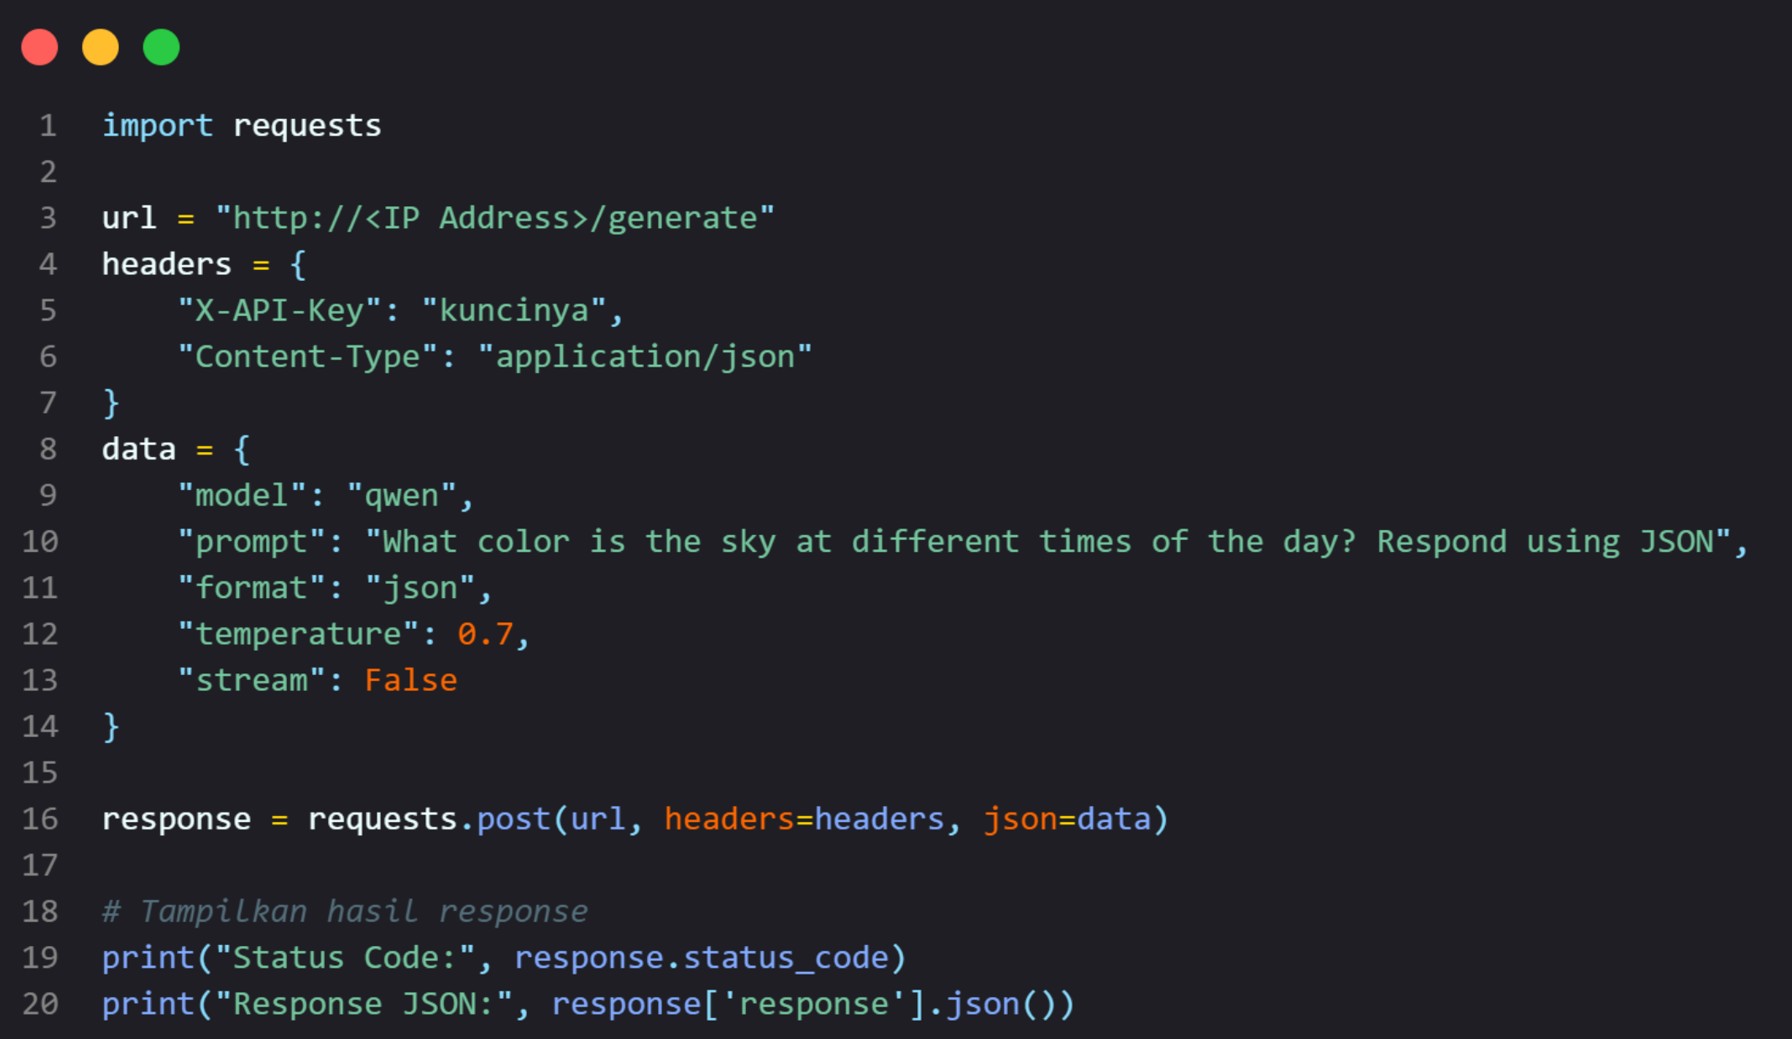 1 import requests
2
3 url = "http://<IP Address>/generate"
4 headers = {
5     "X-API-Key": "kuncinya",
6     "Content-Type": "application/json"
7 }
8 data = {
9     "model": "qwen",
10     "prompt": "What color is the sky at different times of the day? Respond using JSON",
11     "format": "json",
12     "temperature": 0.7,
13     "stream": False
14 }
15
16 response = requests.post(url, headers=headers, json=data)
17
18 # Tampilkan hasil response
19 print("Status Code:", response.status_code)
20 print("Response JSON:", response['response'].json())